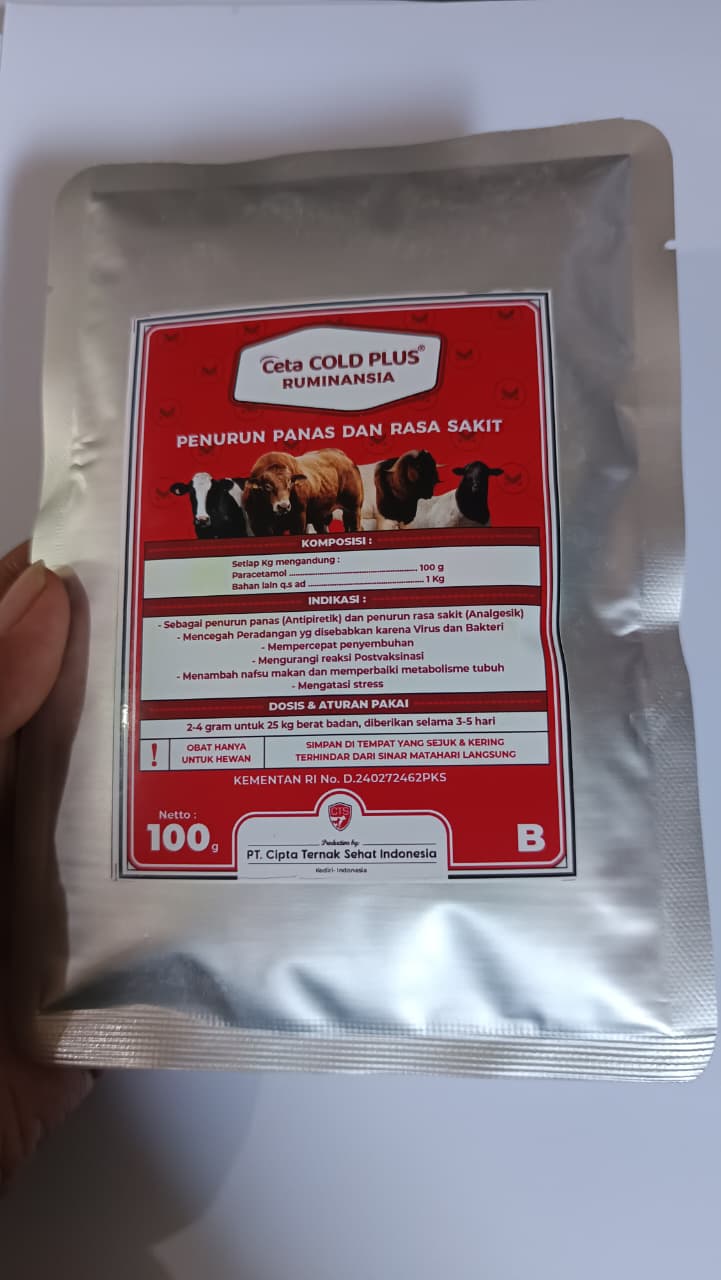 Ceta COLD PLUS®
RUMINANSIA
PENURUN PANAS DAN RASA SAKIT
KOMPOSISI :
Setiap Kg mengandung :
Paracetamol ........................................ 100 g
Bahan lain q.s ad ........................................ 1 Kg
INDIKASI :
- Sebagai penurun panas (Antipiretik) dan penurun rasa sakit (Analgesik)
- Mencegah Peradangan yg disebabkan karena Virus dan Bakteri
- Mempercepat penyembuhan
- Mengurangi reaksi Postvaksinasi
- Menambah nafsu makan dan memperbaiki metabolisme tubuh
- Mengatasi stress
DOSIS & ATURAN PAKAI
2-4 gram untuk 25 kg berat badan, diberikan selama 3-5 hari
!
OBAT HANYA
UNTUK HEWAN
SIMPAN DI TEMPAT YANG SEJUK & KERING
TERHINDAR DARI SINAR MATAHARI LANGSUNG
KEMENTAN RI No. D.240272462PKS
Netto :
100 g
CTS
Production by:
PT. Cipta Ternak Sehat Indonesia
Kediri- Indonesia
B